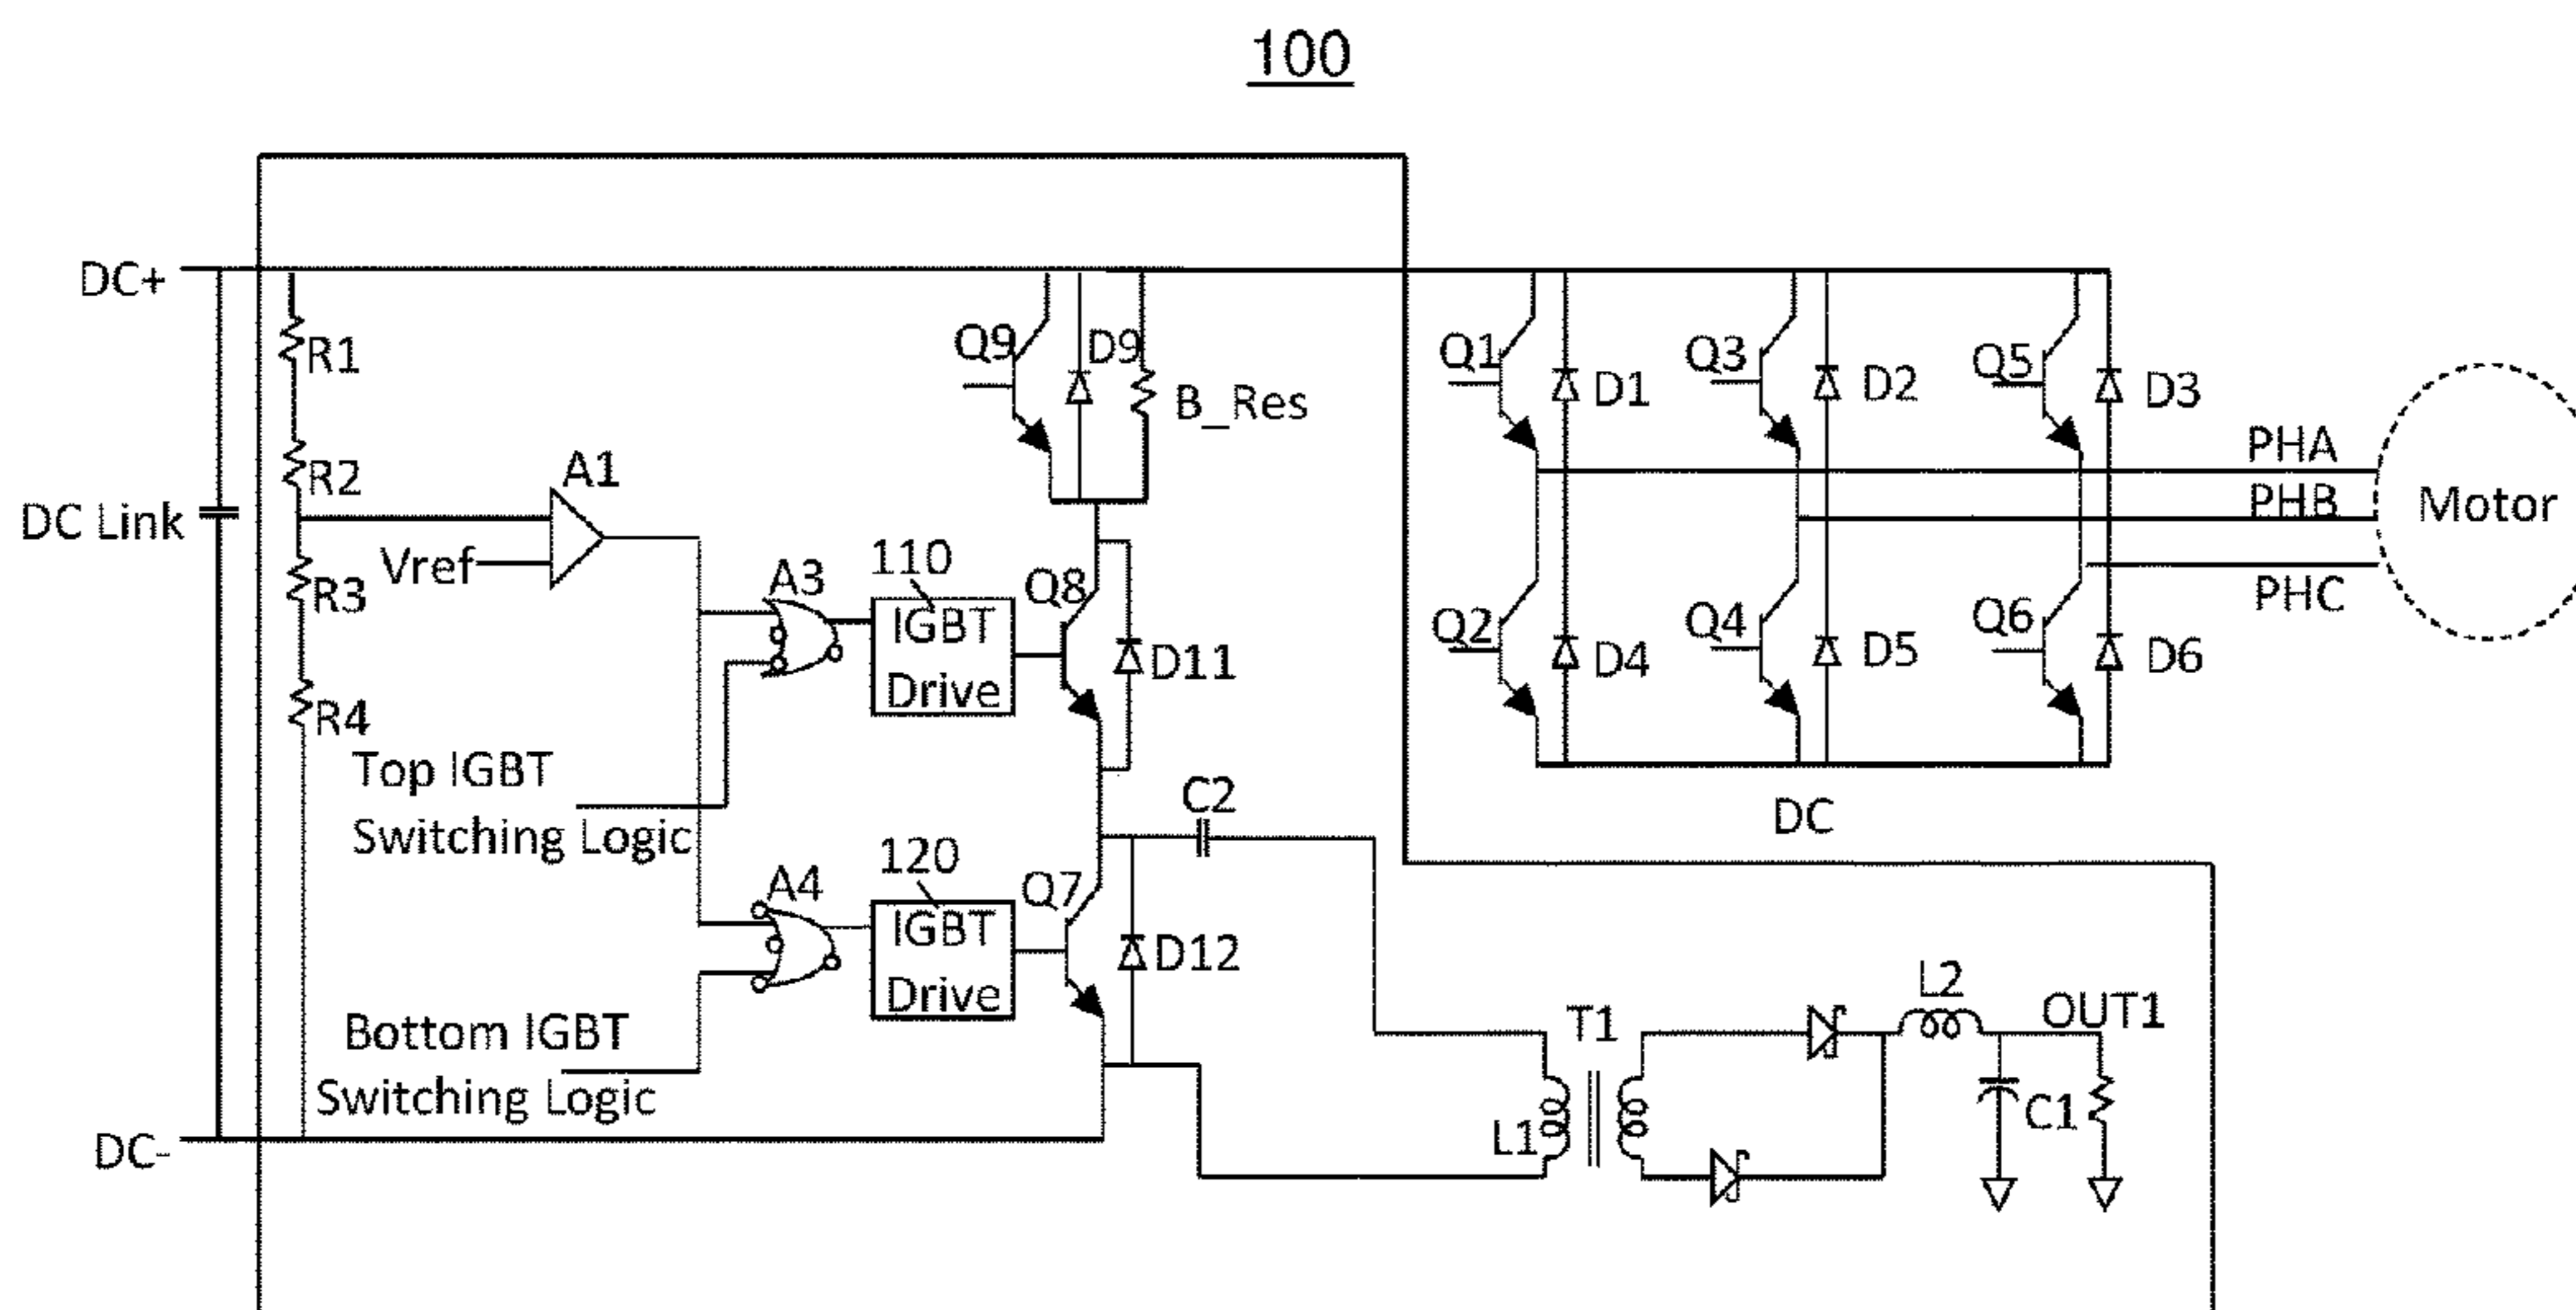 100
DC+
R1
R2
DC Link
Vref
A1
R3
R4
Q9
D9
B_Res
Q1
D1
Q3
D2
Q5
D3
PHA
PHB
PHC
Motor
A3
110
IGBT
Drive
Q8
D11
Q2
D4
Q4
D5
Q6
D6
DC
Top IGBT
Switching Logic
C2
A4
120
IGBT
Drive
Q7
D12
Bottom IGBT
Switching Logic
DC-
L1
T1
L2
OUT1
C1